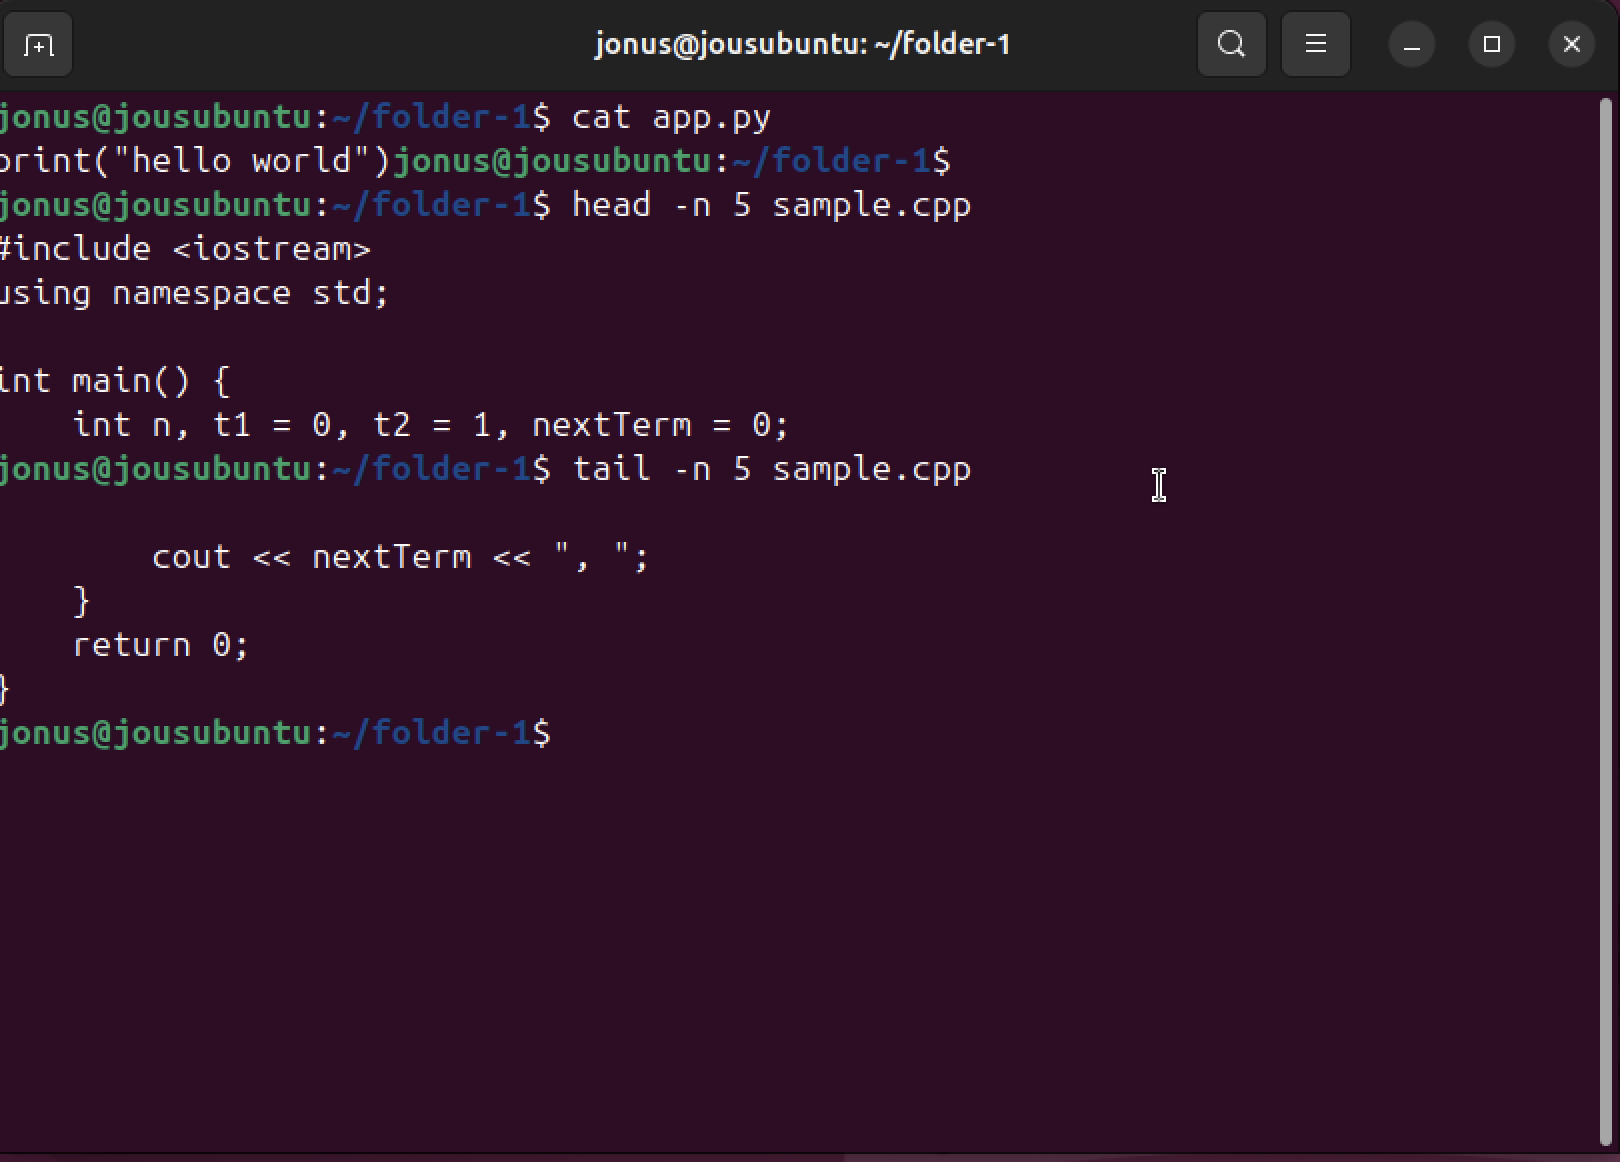 jonus@jousubuntu: ~/folder-1
jonus@jousubuntu:~/folder-1$ cat app.py
print("hello world")jonus@jousubuntu:~/folder-1$
jonus@jousubuntu:~/folder-1$ head -n 5 sample.cpp
#include <iostream>
using namespace std;

int main() {
    int n, t1 = 0, t2 = 1, nextTerm = 0;
jonus@jousubuntu:~/folder-1$ tail -n 5 sample.cpp

        cout << nextTerm << ", ";
    }
    return 0;
}
jonus@jousubuntu:~/folder-1$